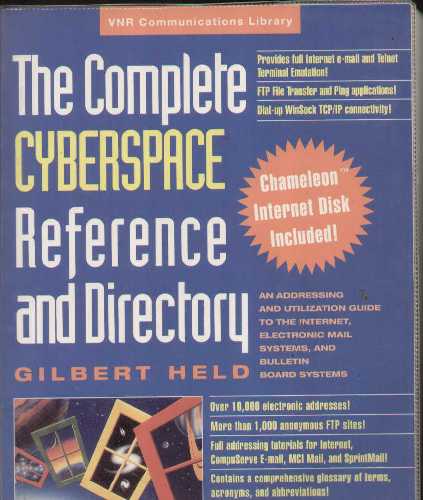 VNR Communications Library
The Complete
CYBERSPACE
Reference
and Directory
Provides full Internet e-mail and Telnet
Terminal Emulation!
FTP File Transfer and Ping applications!
Dial-up WinSock TCP/IP connectivity!
Chameleon™
Internet Disk
Included!
AN ADDRESSING
AND UTILIZATION GUIDE
TO THE INTERNET,
ELECTRONIC MAIL
SYSTEMS, AND
BULLETIN
BOARD SYSTEMS
GILBERT HELD
Over 10,000 electronic addresses!
More than 1,000 anonymous FTP sites!
Full addressing tutorials for Internet,
CompuServe E-mail, MCI Mail, and SprintMail!
Contains a comprehensive glossary of terms,
acronyms, and abbreviations!